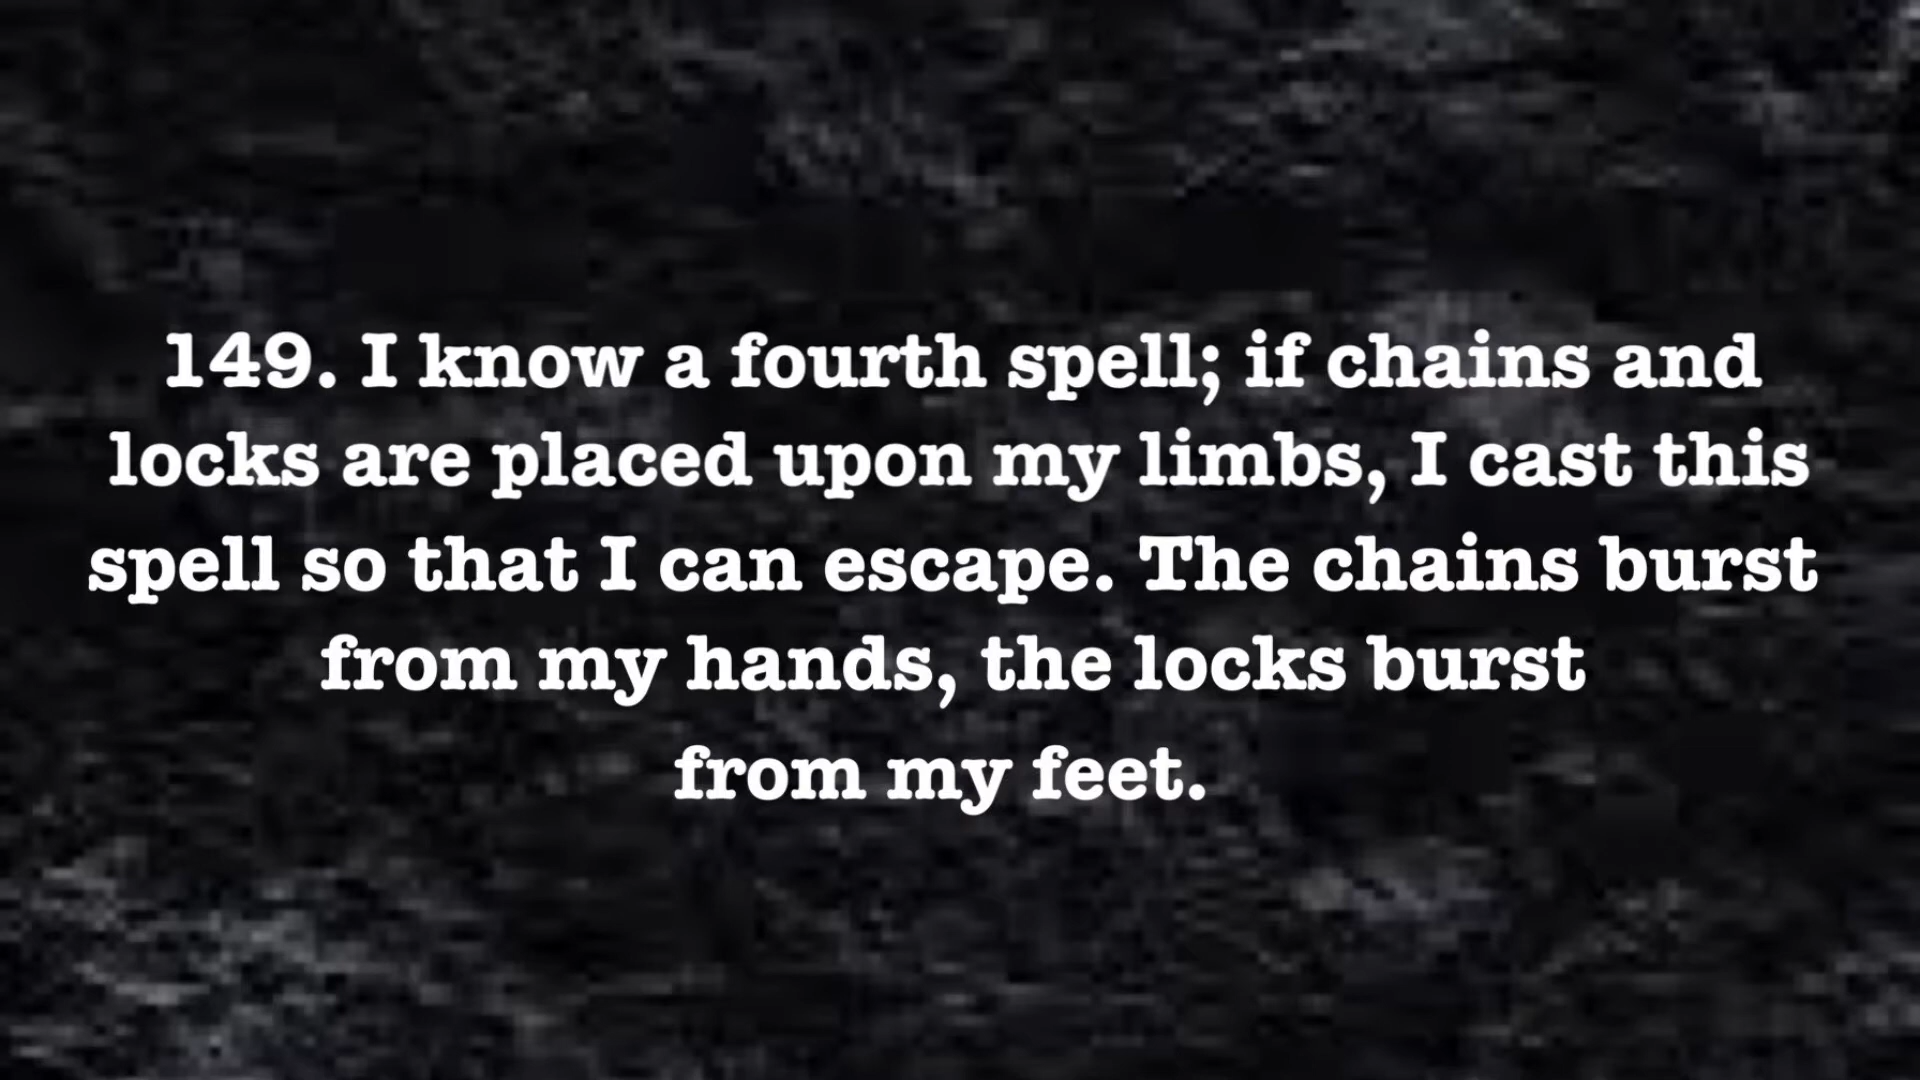 149. I know a fourth spell; if chains and
locks are placed upon my limbs, I cast this
spell so that I can escape. The chains burst
from my hands, the locks burst
from my feet.